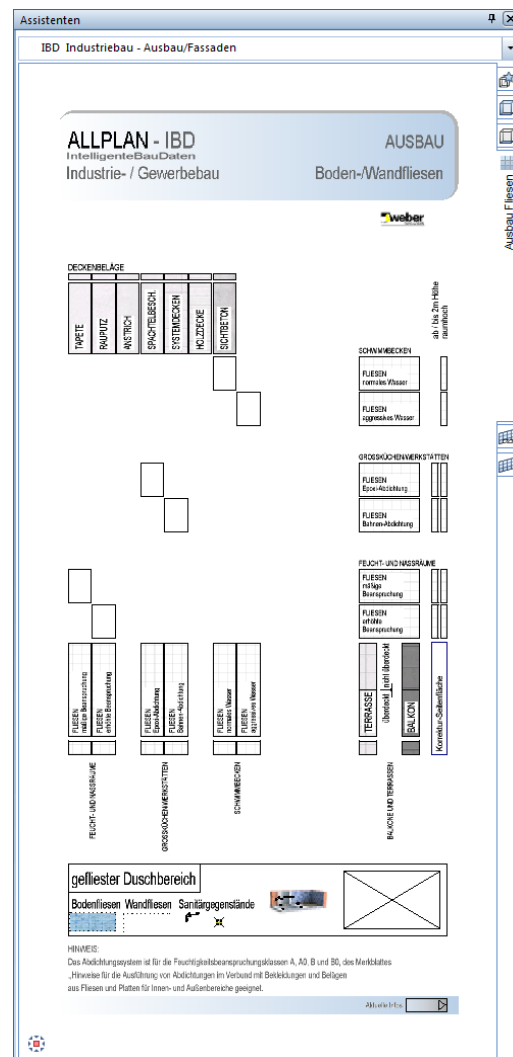 Assistenten
IBD Industriebau - Ausbau/Fassaden
ALLPLAN - IBD
IntelligenteBauDaten
Industrie- / Gewerbebau
AUSBAU
Boden-/Wandfliesen
weber
Ausbau Fliesen
DECKENBELÄGE
TAPETE
RAUPUTZ
ANSTRICH
SPACHTELBESCH.
SYSTEMDECKEN
HOLZDECKE
SICHTBETON
ab / bis 2m Höhe
raumhoch
SCHWIMMBECKEN
FLIESEN
normales Wasser
FLIESEN
aggressives Wasser
GROSSKÜCHEN/WERKSTÄTTEN
FLIESEN
Epoxi-Abdichtung
FLIESEN
Bahnen-Abdichtung
FEUCHT- UND NASSRÄUME
FLIESEN
mäßige
Beanspruchung
FLIESEN
erhöhte
Beanspruchung
FLIESEN
mäßige Beanspruchung
FLIESEN
erhöhte Beanspruchung
FLIESEN
Epoxi-Abdichtung
FLIESEN
Bahnen-Abdichtung
FLIESEN
normales Wasser
FLIESEN
aggressives Wasser
TERRASSE
überdeckt
nicht überdeckt
BALKON
Korrektur-Seitenfläche
FEUCHT- UND NASSRÄUME
GROSSKÜCHEN/WERKSTÄTTEN
SCHWIMMBECKEN
BALKONE UND TERRASSEN
gefliester Duschbereich
Bodenfliesen Wandfliesen Sanitärgegenstände
HINWEIS:
Das Abdichtungssystem ist für die Feuchtigkeitsbeanspruchungsklassen A, A0, B und B0, des Merkblattes
„Hinweise für die Ausführung von Abdichtungen im Verbund mit Bekleidungen und Belägen
aus Fliesen und Platten für Innen- und Außenbereiche geeignet.
Aktuelle Infos